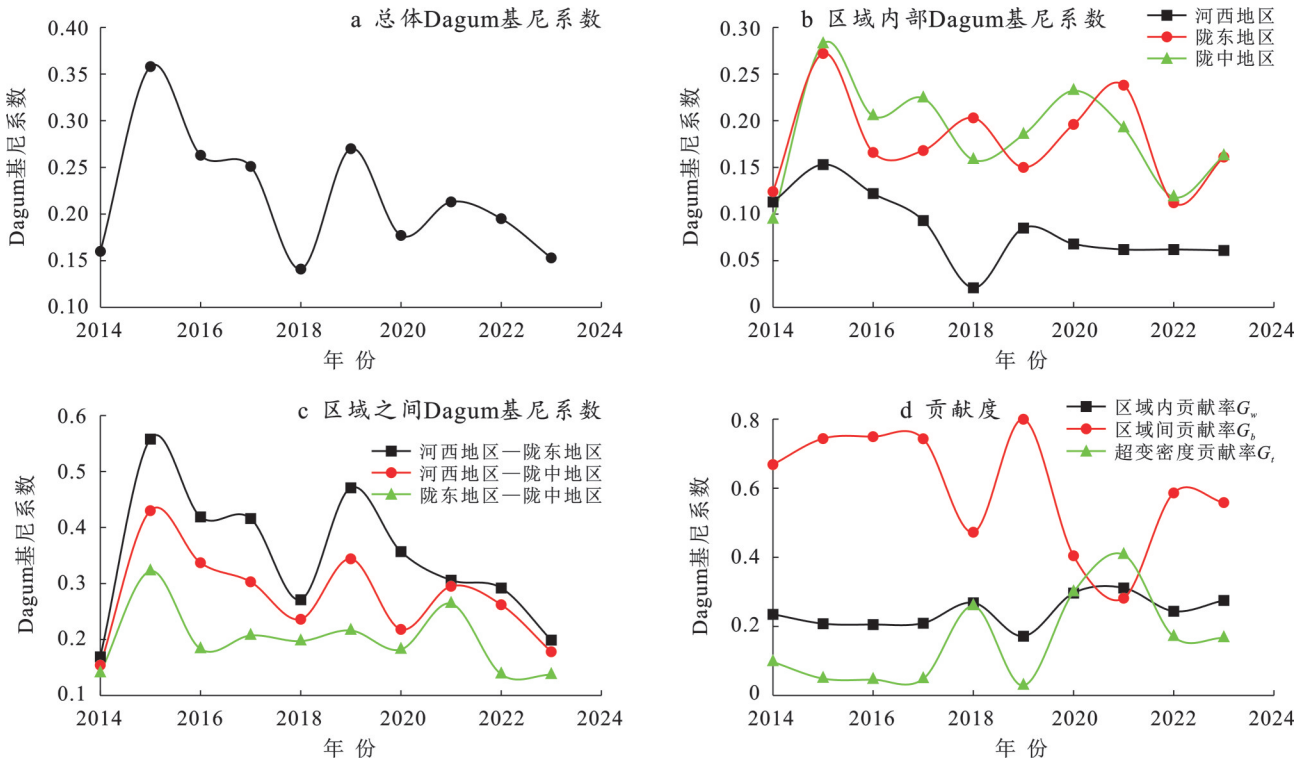 a 总体Dagum基尼系数
0.40
0.35
0.30
0.25
0.20
0.15
0.10
Dagum基尼系数
2014 2016 2018 2020 2022 2024
年 份
b 区域内部Dagum基尼系数
河西地区
陇东地区
陇中地区
0.30
0.25
0.20
0.15
0.10
0.05
0
Dagum基尼系数
2014 2016 2018 2020 2022 2024
年 份
c 区域之间Dagum基尼系数
河西地区—陇东地区
河西地区—陇中地区
陇东地区—陇中地区
0.6
0.5
0.4
0.3
0.2
0.1
Dagum基尼系数
2014 2016 2018 2020 2022 2024
年 份
d 贡献度
区域内贡献率Gw
区域间贡献率Gb
超变密度贡献率Gt
0.8
0.6
0.4
0.2
0
Dagum基尼系数
2014 2016 2018 2020 2022 2024
年 份